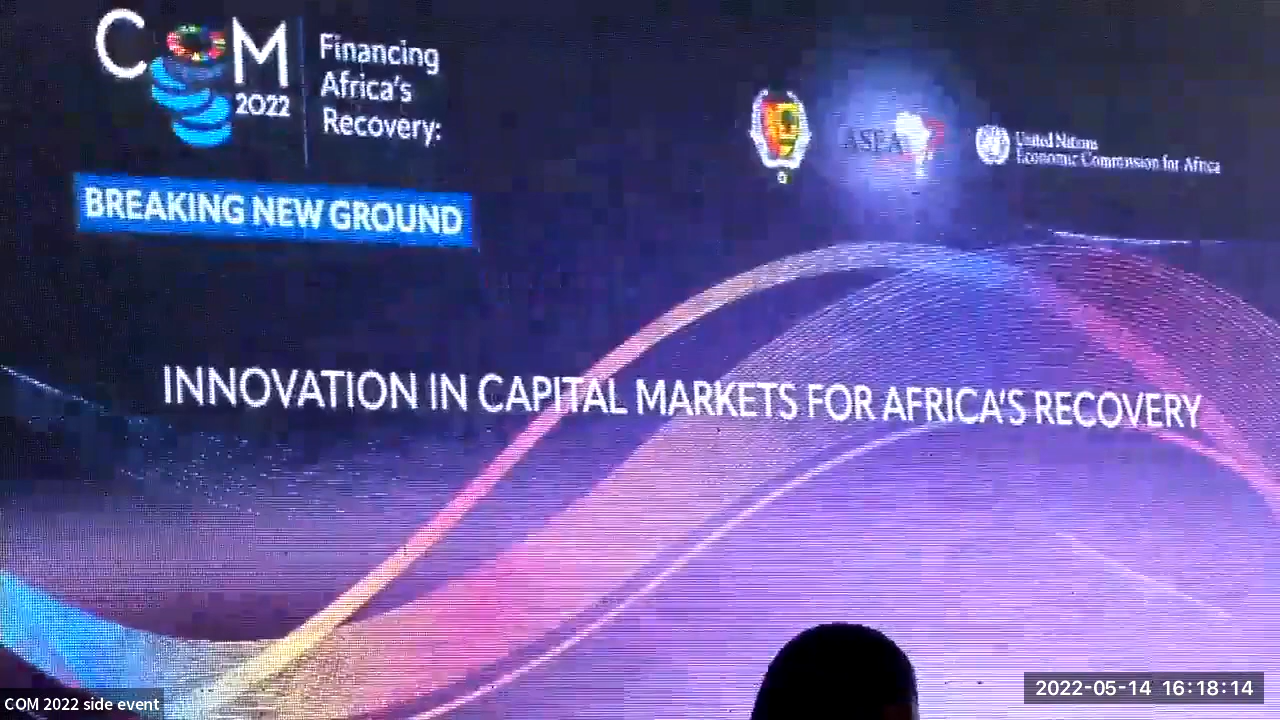 COM
2022
Financing
Africa's
Recovery:
BREAKING NEW GROUND
ASEA
United Nations
Economic Commission for Africa
INNOVATION IN CAPITAL MARKETS FOR AFRICA'S RECOVERY
COM 2022 side event
2022-05-14 16:18:14